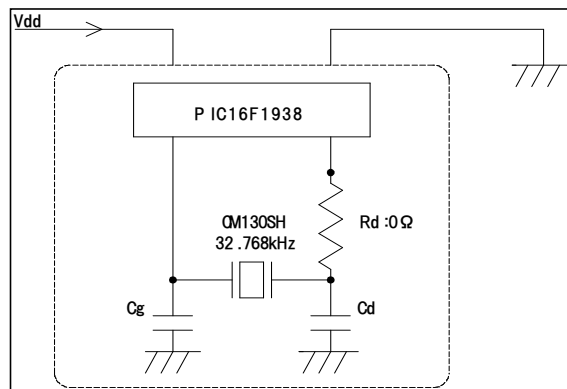 Vdd
PIC16F1938
CM130SH
32.768kHz
Rd:0Ω
Cg
Cd